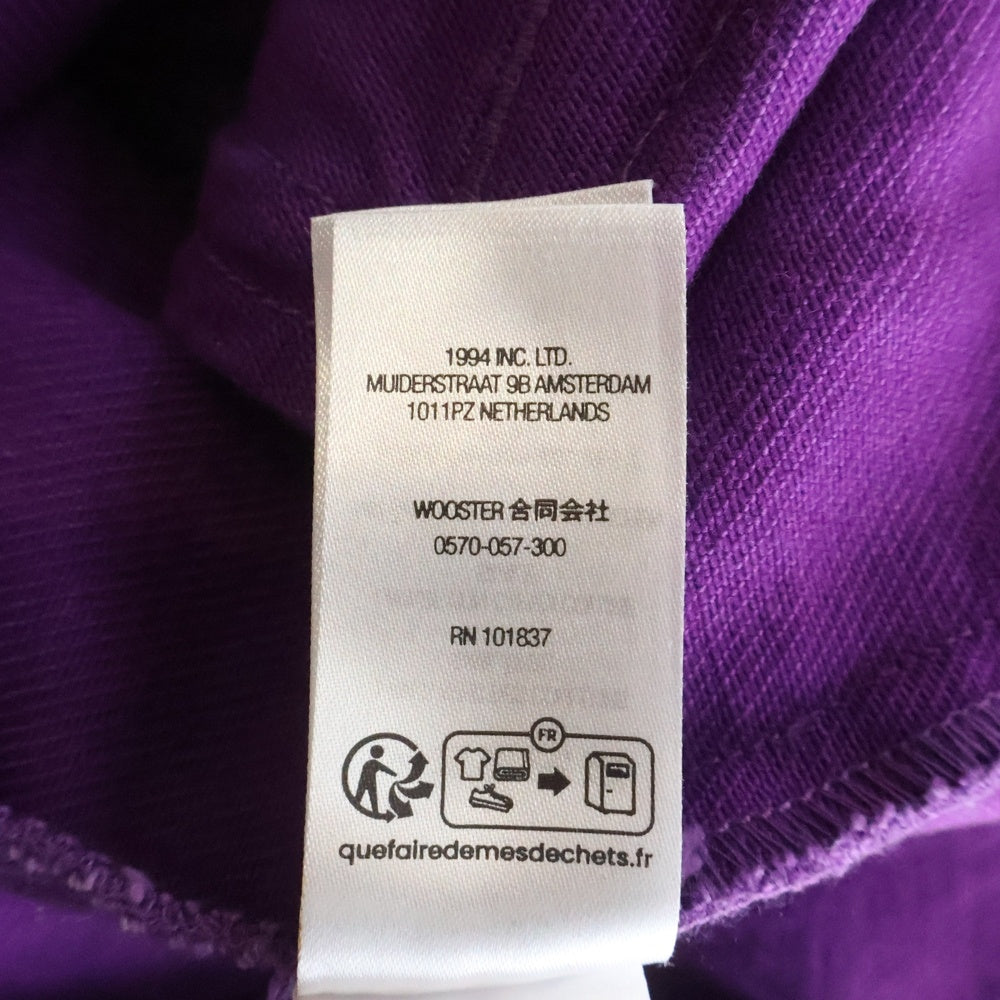 1994 INC. LTD.
MUIDERSTRAAT 9B AMSTERDAM
1011PZ NETHERLANDS
WOOSTER 合同会社
0570-057-300
RN 101837
FR
quefairedemesdechets.fr